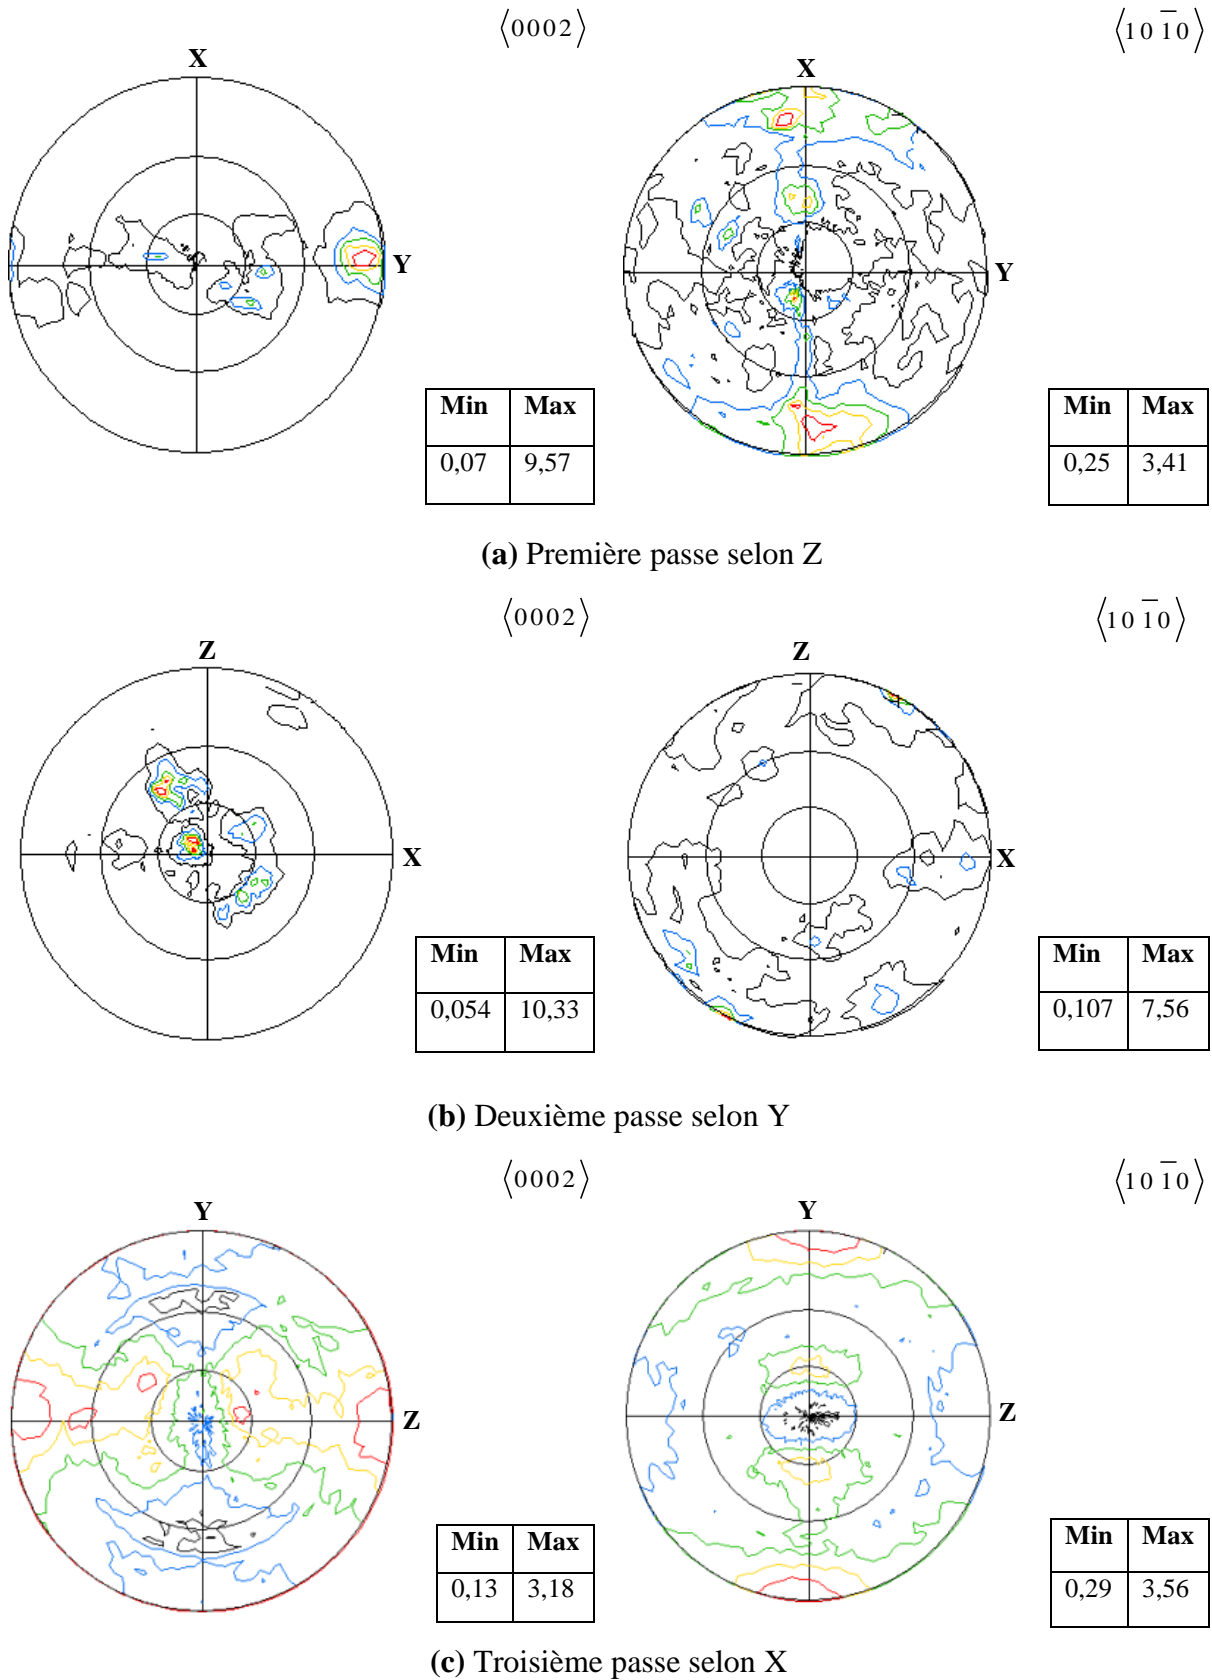 ⟨0002⟩
⟨10 1̅0⟩
X
Y
X
Y
Min Max
0,07 9,57
Min Max
0,25 3,41
(a) Première passe selon Z
⟨0002⟩
⟨10 1̅0⟩
Z
X
Z
X
Min Max
0,054 10,33
Min Max
0,107 7,56
(b) Deuxième passe selon Y
⟨0002⟩
⟨10 1̅0⟩
Y
Z
Y
Z
Min Max
0,13 3,18
Min Max
0,29 3,56
(c) Troisième passe selon X